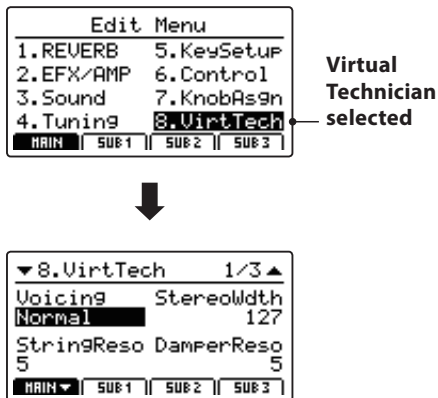 Edit Menu
1.REVERB 5.KeySetup
2.EFX/AMP 6.Control
3.Sound 7.KnobAsgn
4.Tuning 8.VirtTech
MAIN SUB1 SUB2 SUB3
Virtual
Technician
selected
▼8.VirtTech 1/3▲
Voicing StereoWdth
Normal 127
StringReso DamperReso
5 5
MAIN▼ SUB1 SUB2 SUB3